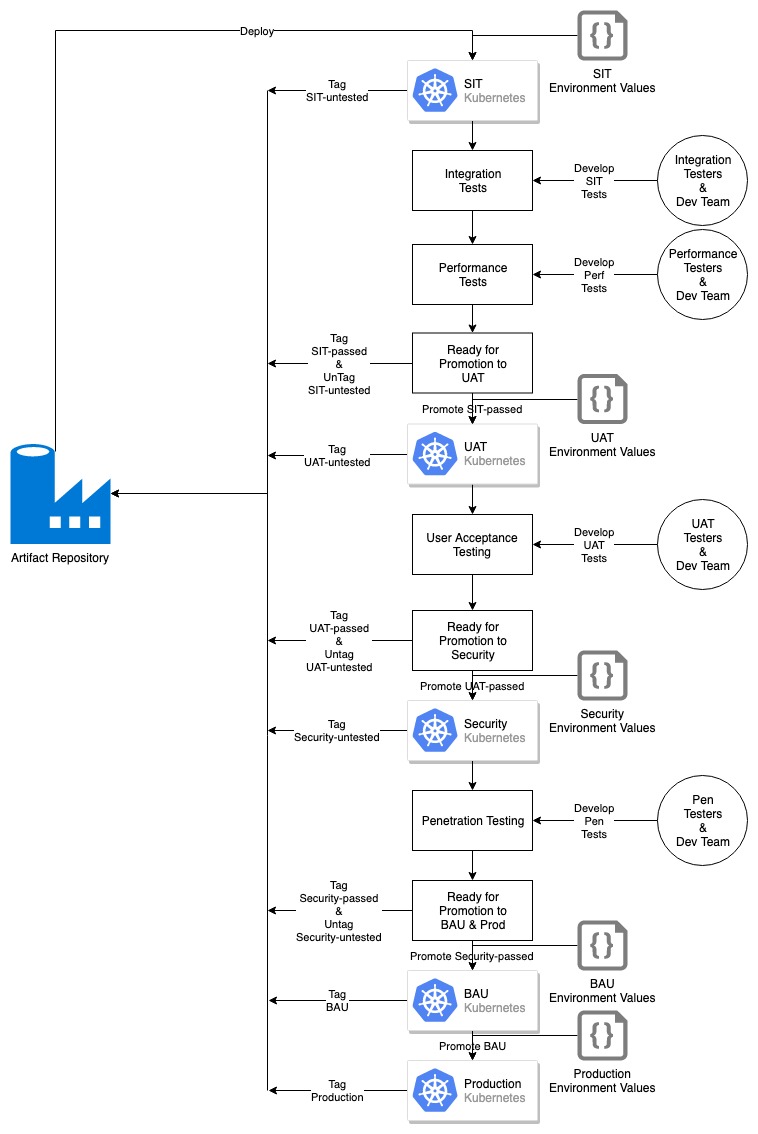 Deploy
SIT
Environment Values
SIT
Kubernetes
Tag
SIT-untested
Integration
Tests
Develop
SIT
Tests
Integration
Testers
&
Dev Team
Performance
Tests
Develop
Perf
Tests
Performance
Testers
&
Dev Team
Tag
SIT-passed
&
UnTag
SIT-untested
Ready for
Promotion to
UAT
Promote SIT-passed
UAT
Environment Values
Tag
UAT-untested
UAT
Kubernetes
Artifact Repository
User Acceptance
Testing
Develop
UAT
Tests
UAT
Testers
&
Dev Team
Tag
UAT-passed
&
Untag
UAT-untested
Ready for
Promotion to
Security
Promote UAT-passed
Security
Environment Values
Tag
Security-untested
Security
Kubernetes
Penetration Testing
Develop
Pen
Tests
Pen
Testers
&
Dev Team
Tag
Security-passed
&
Untag
Security-untested
Ready for
Promotion to
BAU & Prod
Promote Security-passed
BAU
Environment Values
Tag
BAU
BAU
Kubernetes
Promote BAU
Production
Environment Values
Tag
Production
Production
Kubernetes